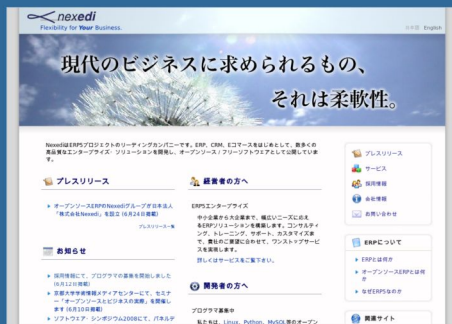 nexedi
Flexibility for Your Business.
日本語 English
現代のビジネスに求められるもの、
それは柔軟性。
NexediはERP5プロジェクトのリーディングカンパニーです。ERP、CRM、Eコマースをはじめとして、数多くの
高品質なエンタープライズ・ソリューションを開発し、オープンソース / フリーソフトウェアとして公開していま
す。
プレスリリース
オープンソースERPのNexediグループが日本法人
「株式会社Nexedi」を設立 (6月24日掲載)
プレスリリース一覧
お知らせ
採用情報にて、プログラマの募集を開始しました
(6月12日掲載)
京都大学学術情報メディアセンターにて、セミナ
ー「オープンソースとビジネスの実際」を開催し
ます (6月10日掲載)
ソフトウェア・シンポジウム2008にて、パネルデ
経営者の方へ
ERP5エンタープライズ
中小企業から大企業まで、幅広いニーズに応え
るERPソリューションを構築します。コンサルティ
ング、トレーニング、サポート、カスタマイズま
で、貴社のご要望に合わせて、ワンストップサービ
スを実現します。
詳しくはサービスをご覧下さい。
開発者の方へ
プログラマ募集中
私たちは、Linux、Python、MySQL等のオープン
プレスリリース
サービス
採用情報
会社情報
お問い合わせ
ERPについて
ERPとは何か
オープンソースERPとは何
か
なぜERP5なのか
関連サイト